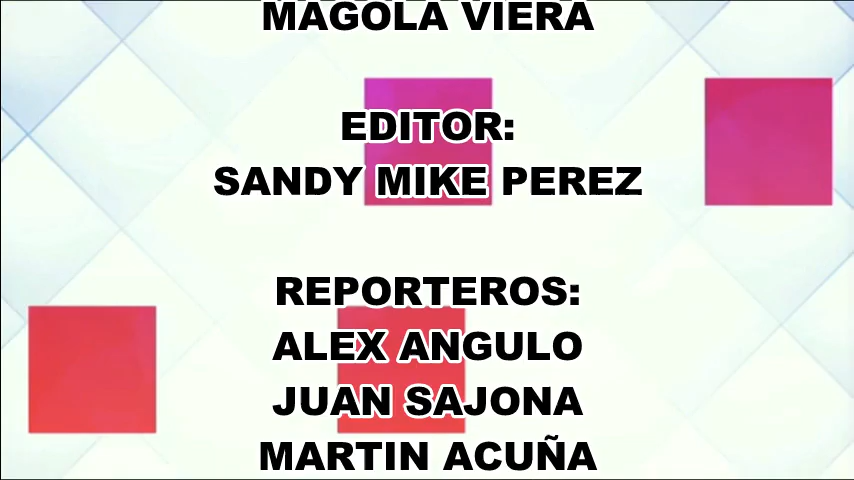 MAGOLA VIERA
EDITOR:
SANDY MIKE PEREZ
REPORTEROS:
ALEX ANGULO
JUAN SAJONA
MARTIN ACUÑA